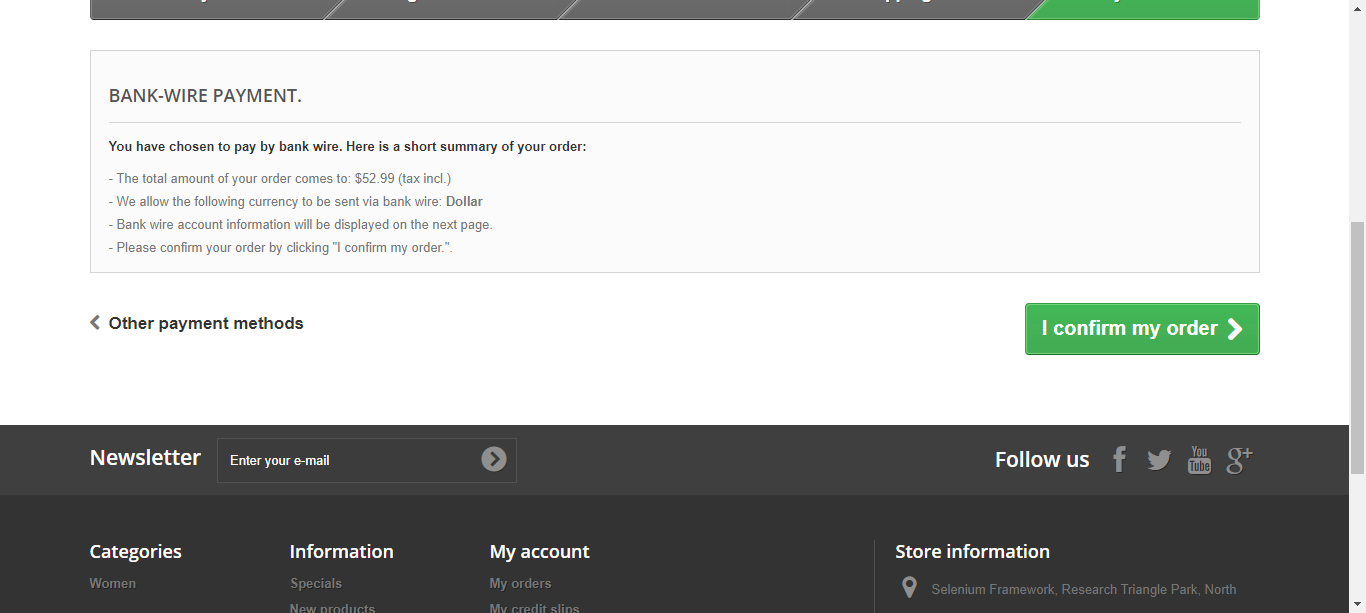 BANK-WIRE PAYMENT.
You have chosen to pay by bank wire. Here is a short summary of your order:
- The total amount of your order comes to: $52.99 (tax incl.)
- We allow the following currency to be sent via bank wire: Dollar
- Bank wire account information will be displayed on the next page.
- Please confirm your order by clicking "I confirm my order.".
Other payment methods
I confirm my order
Newsletter
Enter your e-mail
Follow us
You Tube
g+
Categories
Information
My account
Store information
Women
Specials
My orders
Selenium Framework, Research Triangle Park, North
New products
My credit slips